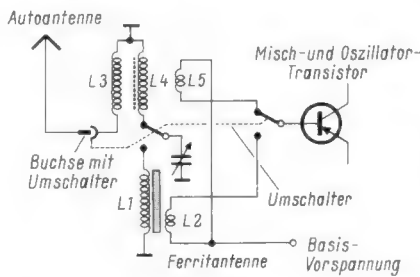 Autoantenne
Misch-und Oszillator-
Transistor
L3
L4
L5
Buchse mit
Umschalter
Umschalter
L1
L2
Ferritantenne
Basis-
Vorspannung